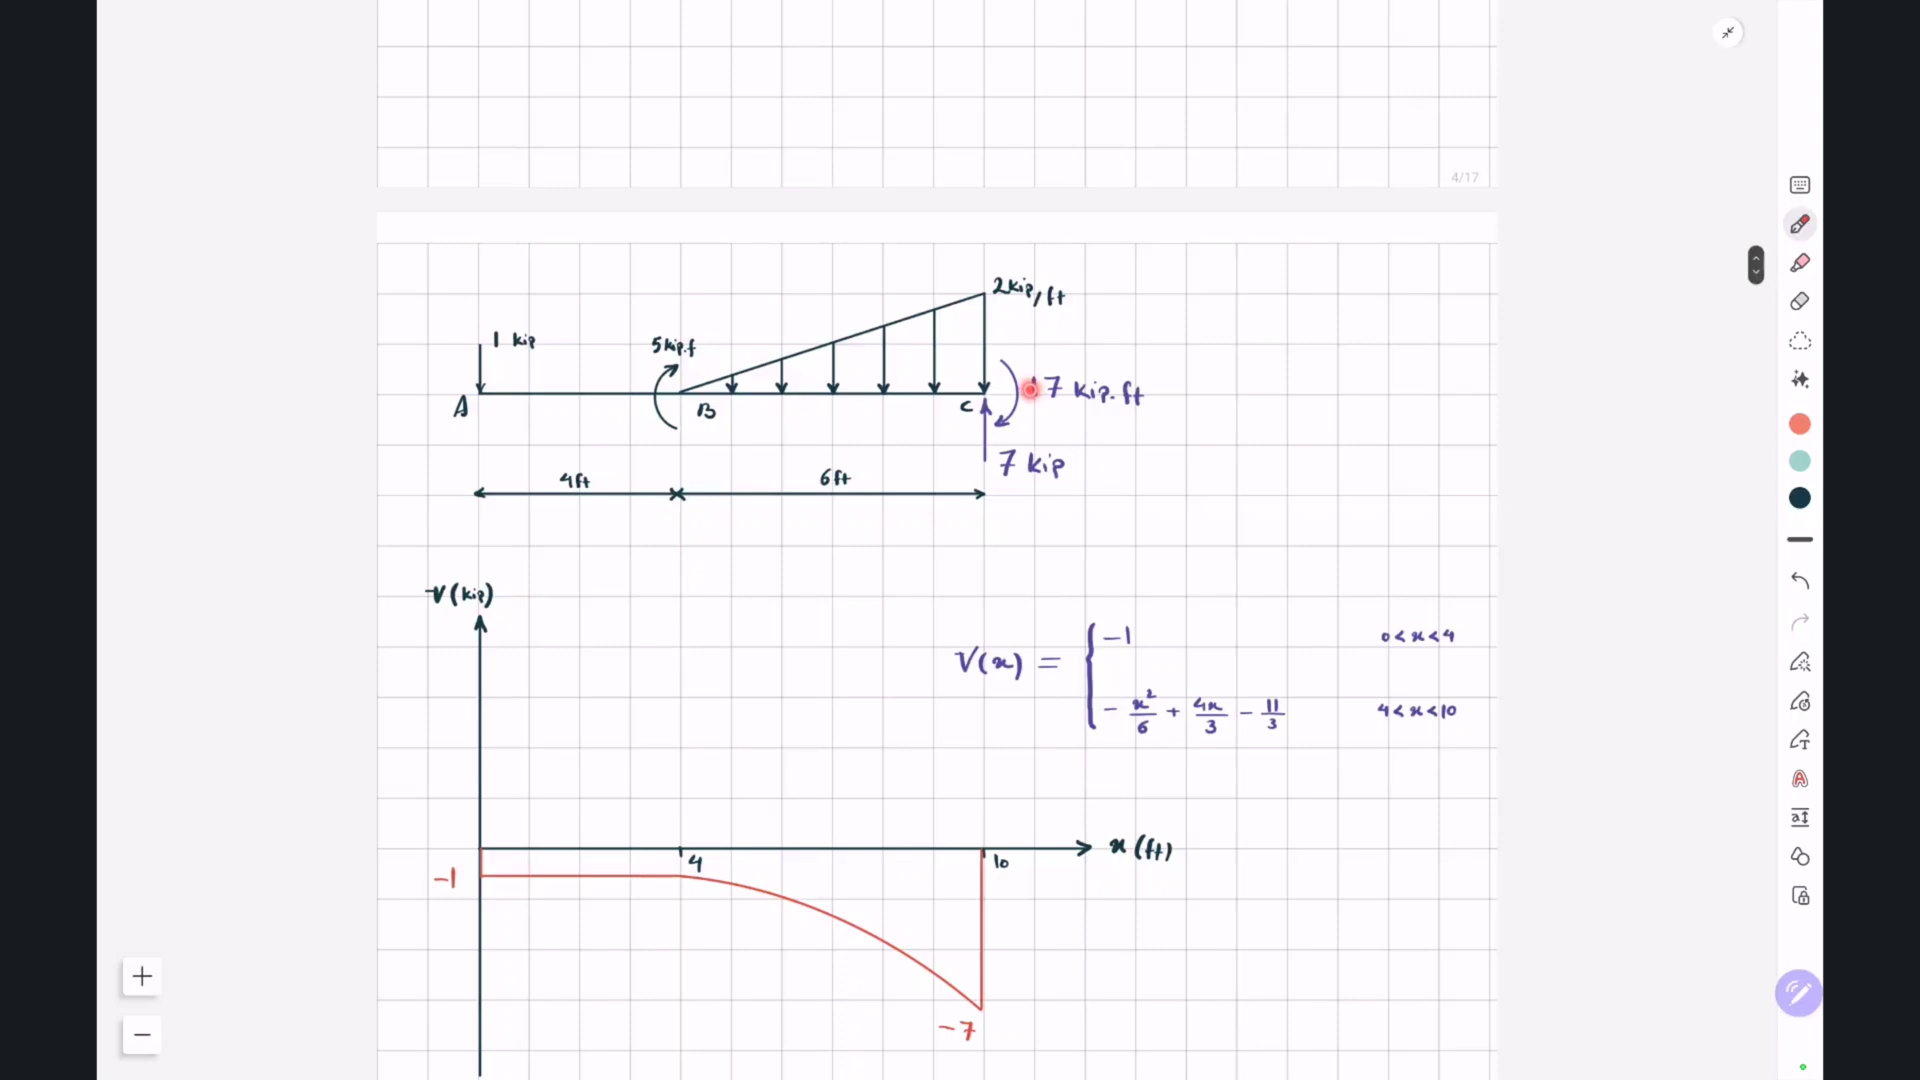 4/17
2kip/ft
1 kip
5kip.f
A
B
C
7 kip.ft
7 kip
4ft
6ft
V (kip)
V(x) = { -1 0<x<4
- x²/6 + 4x/3 - 11/3 4<x<10
4
10
x (ft)
-1
-7